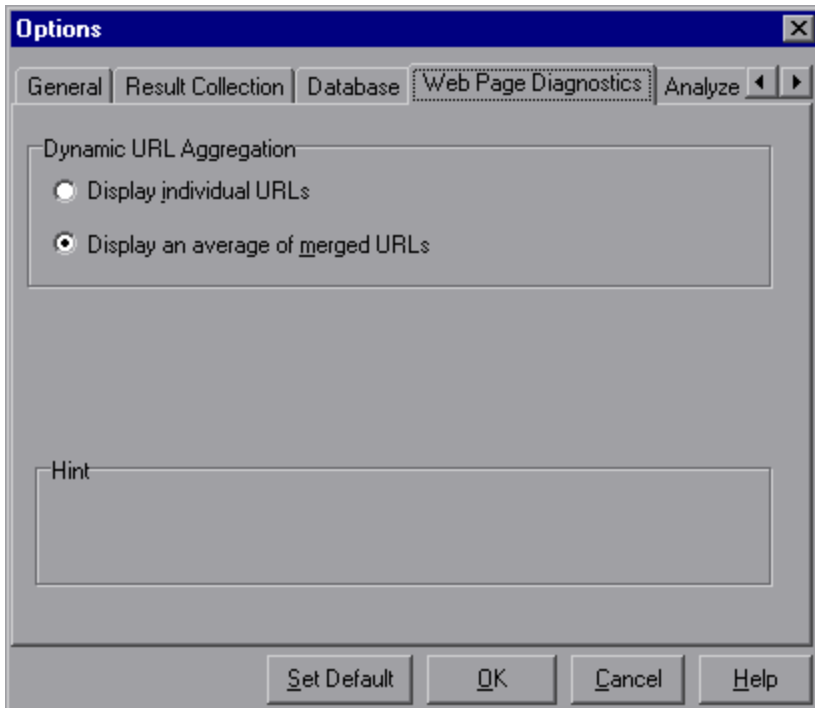 Options
General Result Collection Database Web Page Diagnostics Analyze
Dynamic URL Aggregation
Display individual URLs
Display an average of merged URLs
Hint
Set Default OK Cancel Help